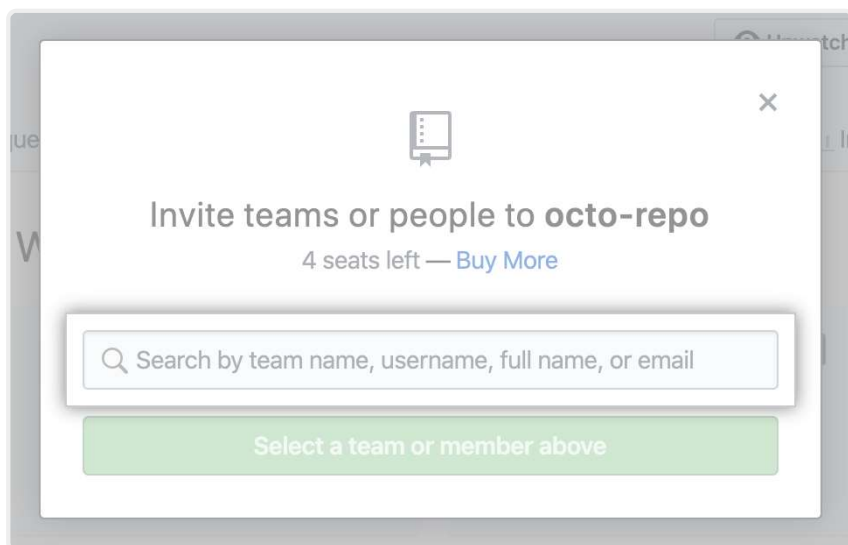 Invite teams or people to octo-repo
4 seats left — Buy More
Search by team name, username, full name, or email
Select a team or member above